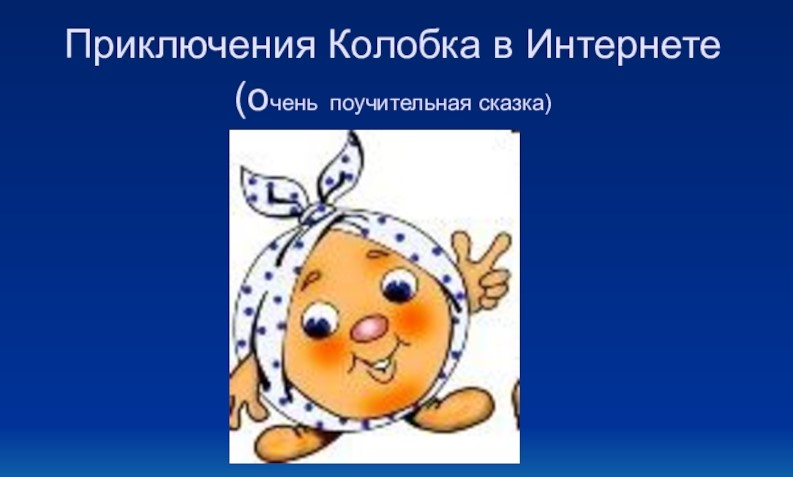 Приключения Колобка в Интернете
(очень поучительная сказка)